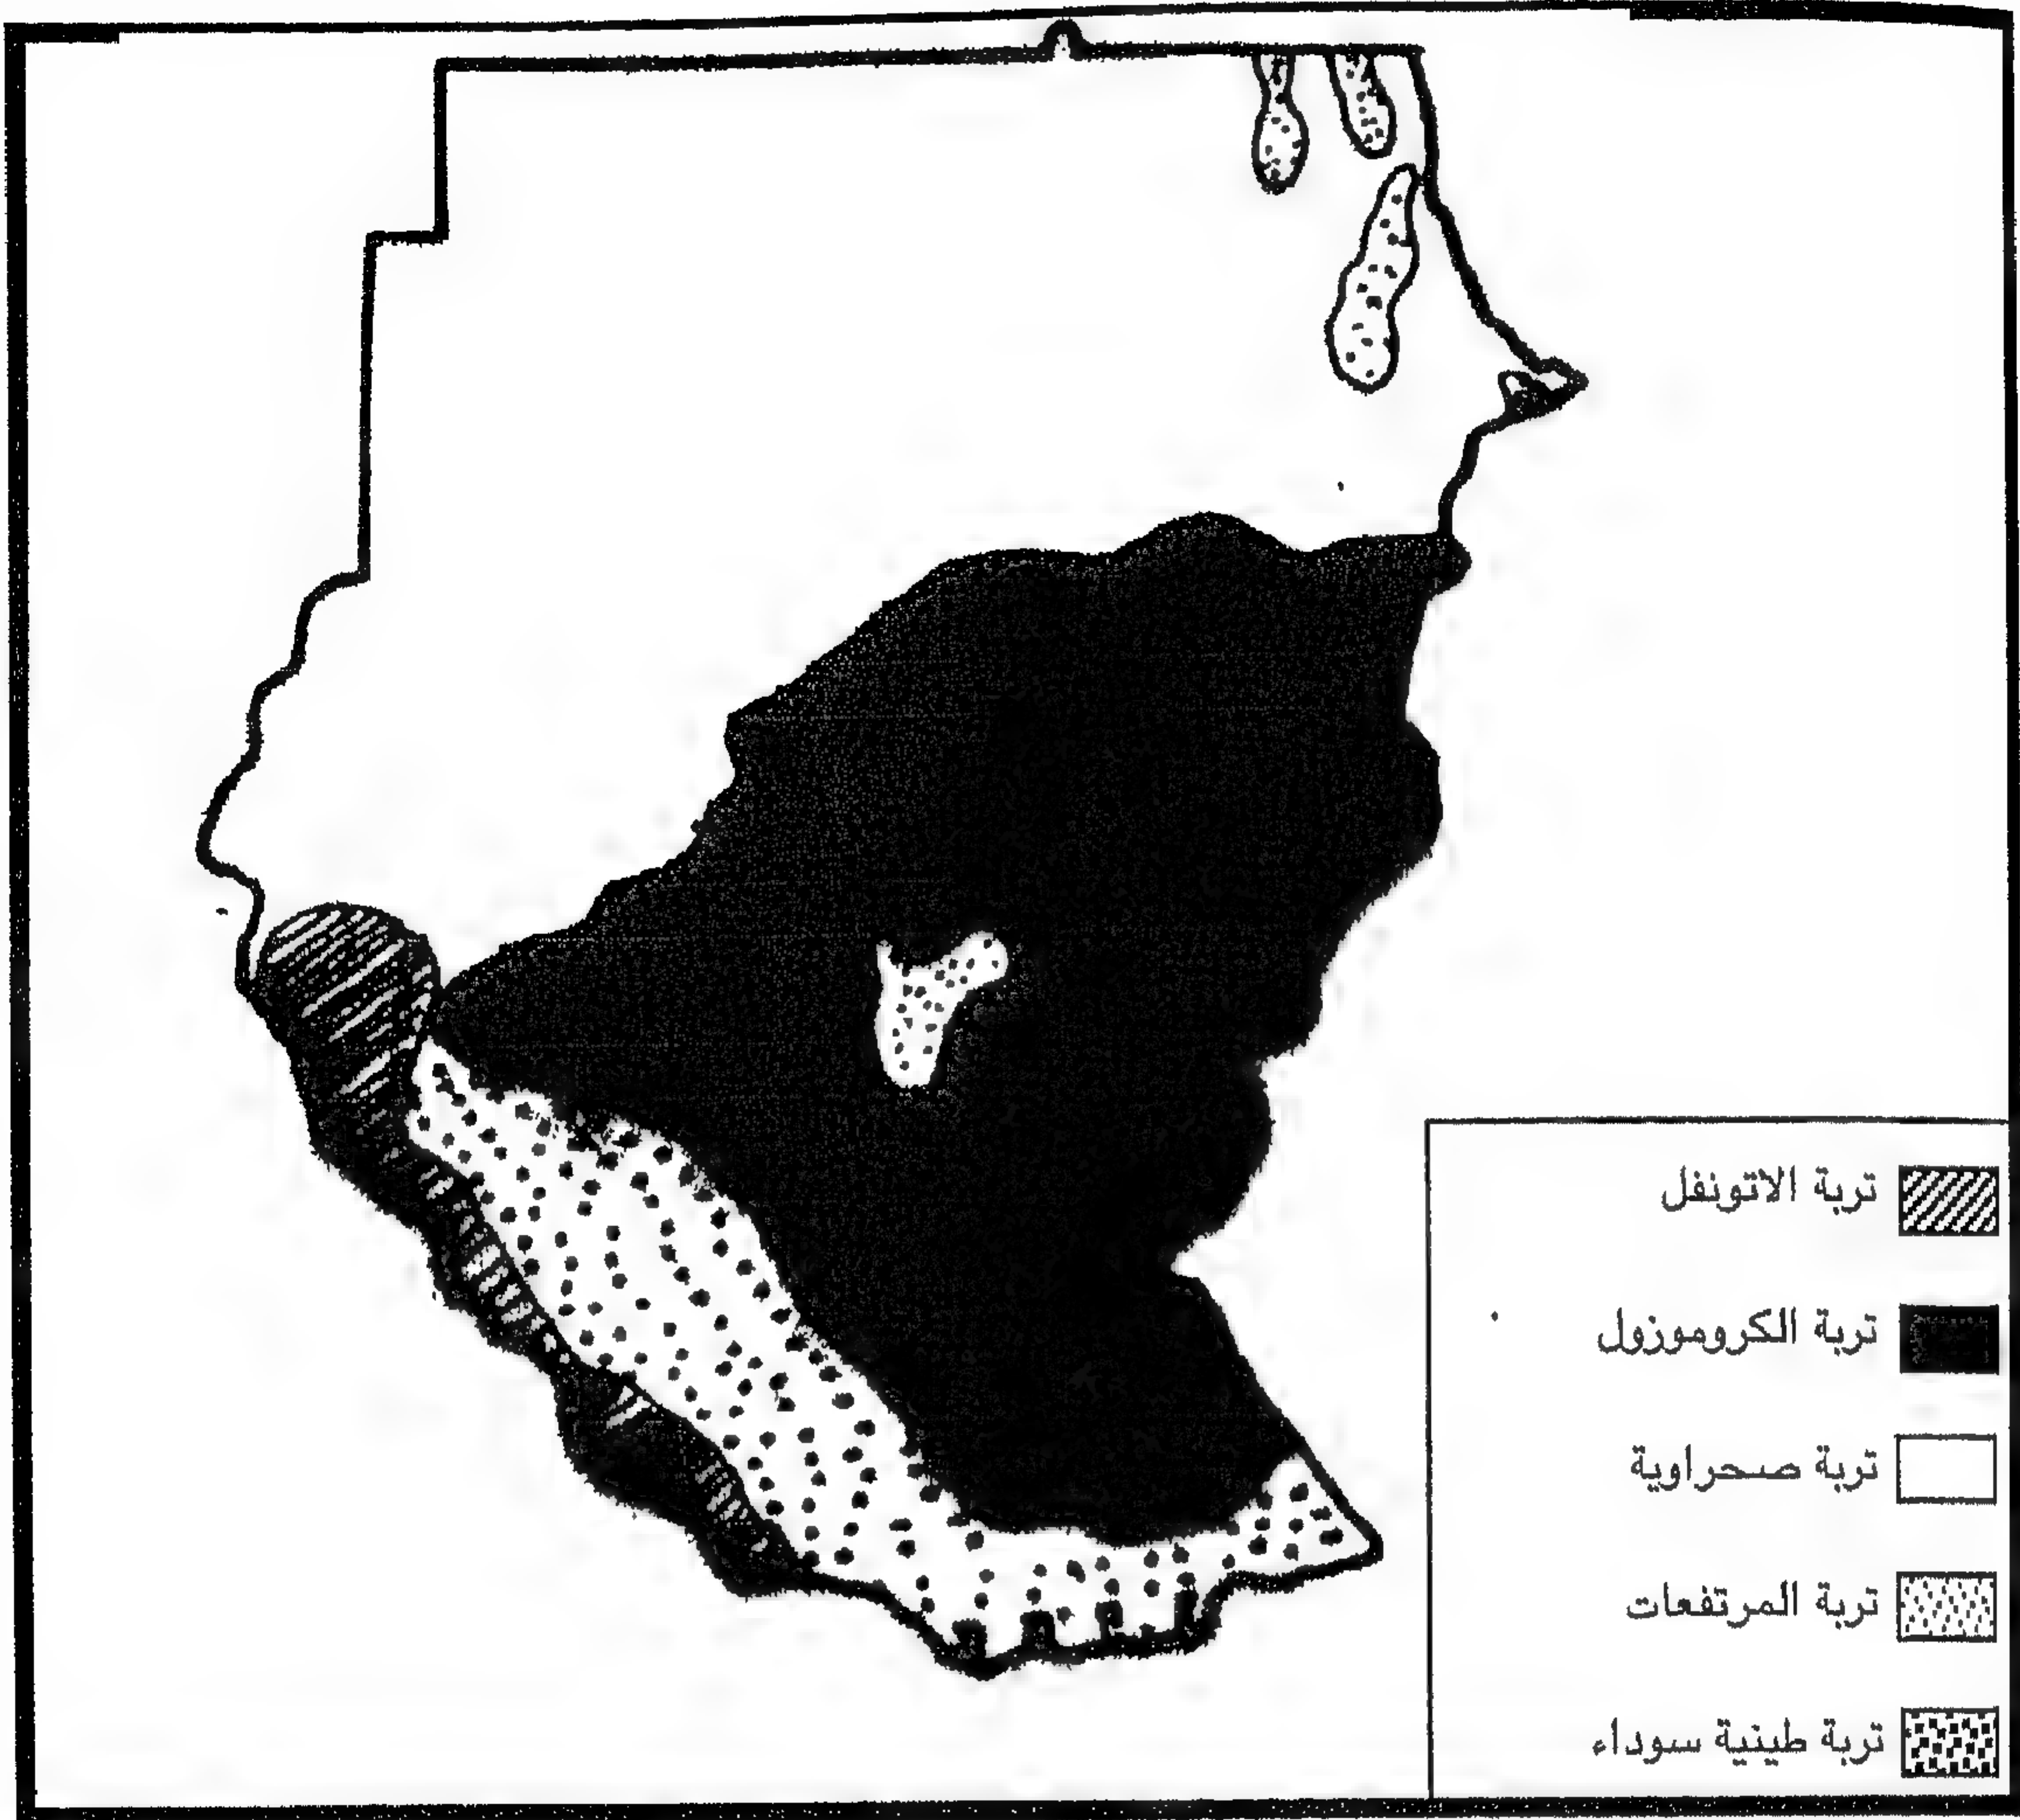 تربة الاتونفل
تربة الكروموزول
تربة صحراوية
تربة المرتفعات
تربة طينية سوداء